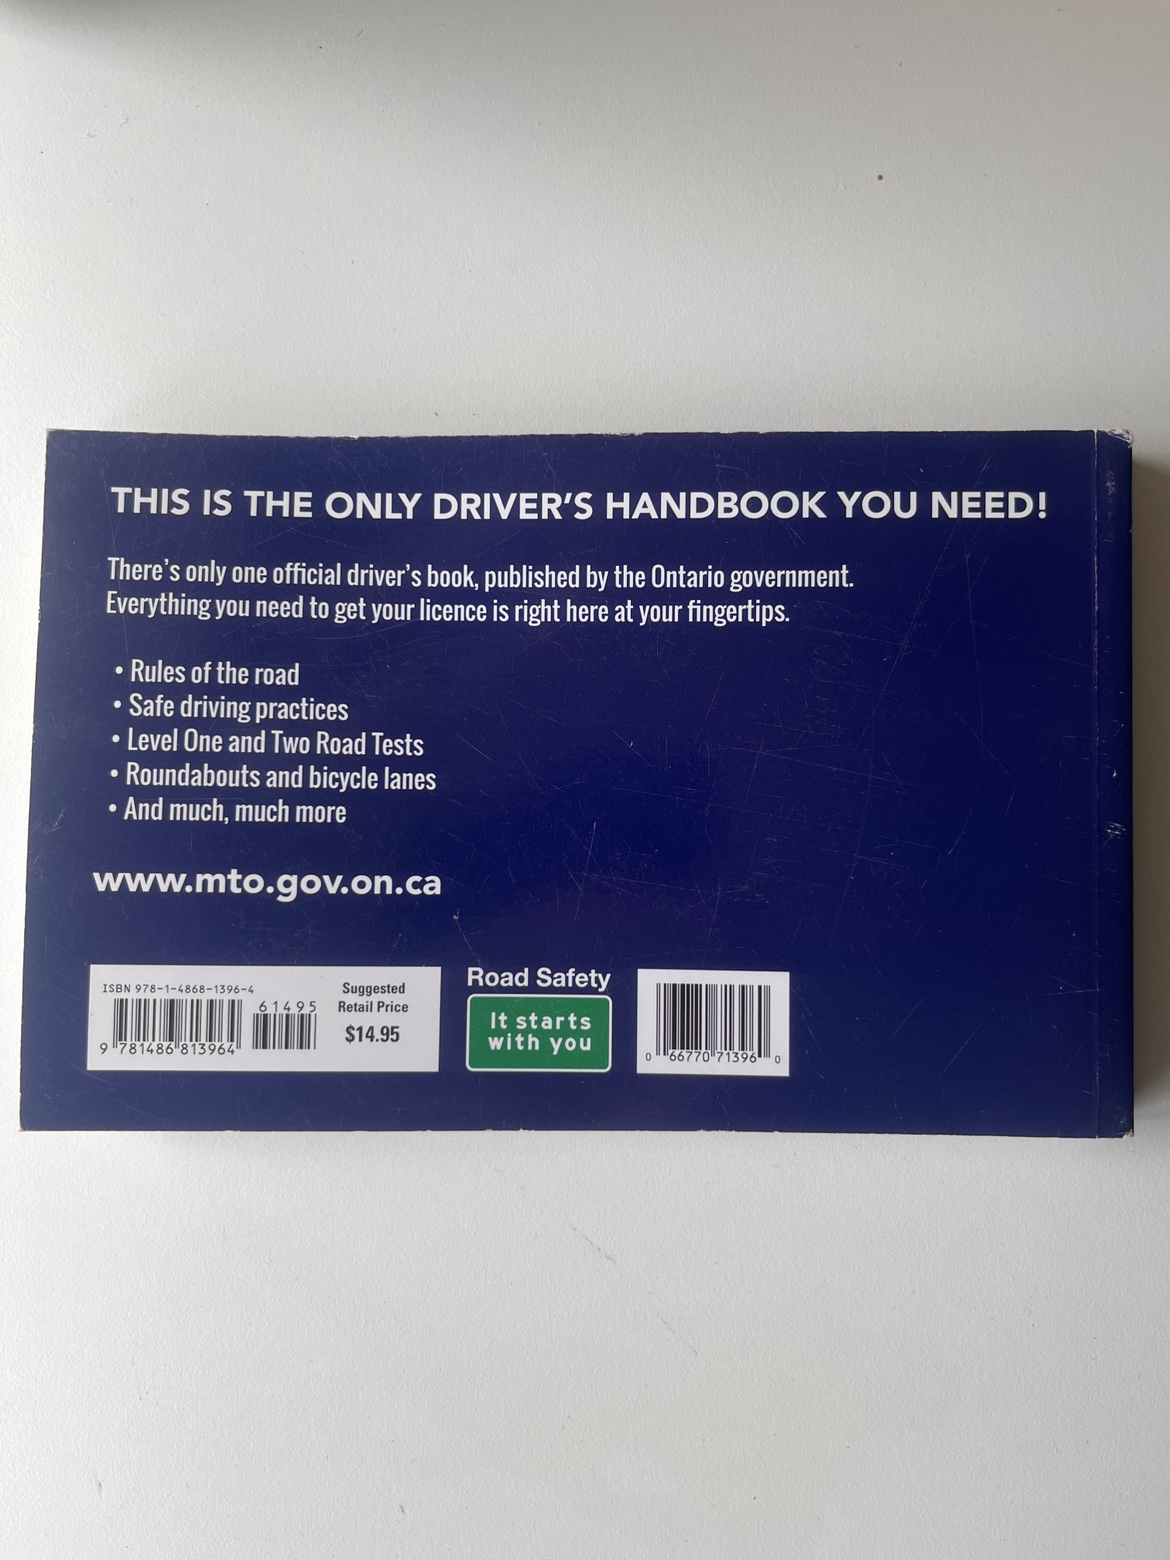 THIS IS THE ONLY DRIVER'S HANDBOOK YOU NEED!
There's only one official driver's book, published by the Ontario government.
Everything you need to get your licence is right here at your fingertips.
• Rules of the road
• Safe driving practices
• Level One and Two Road Tests
• Roundabouts and bicycle lanes
• And much, much more
www.mto.gov.on.ca
ISBN 978-1-4868-1396-4
61495
9 781486 813964
Suggested
Retail Price
$14.95
Road Safety
It starts
with you
0 66770 71396 0